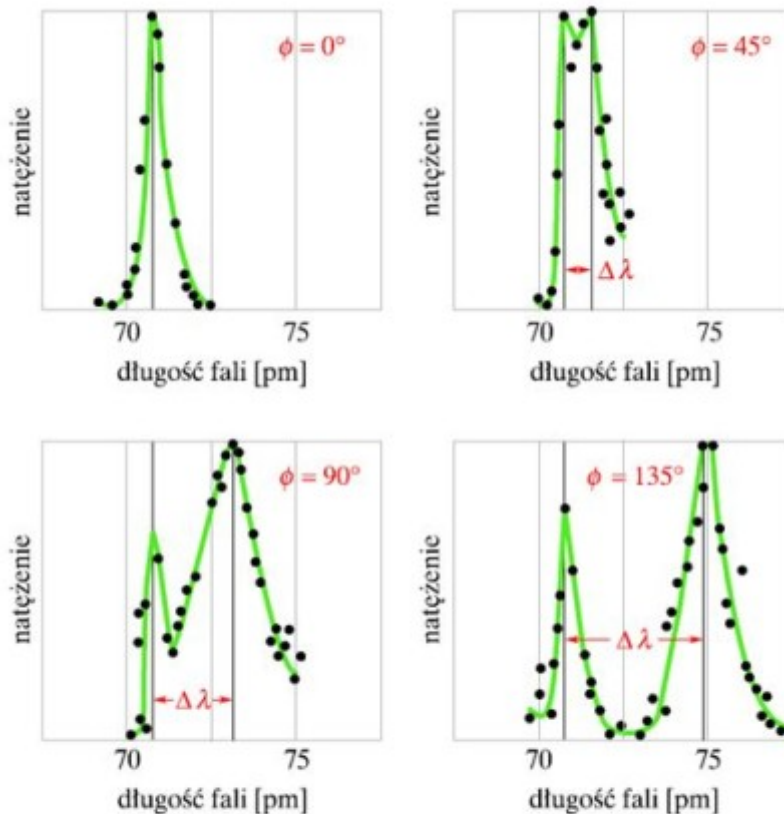 ϕ = 0°
natężenie
70 75
długość fali [pm]
ϕ = 45°
natężenie
Δλ
70 75
długość fali [pm]
ϕ = 90°
natężenie
Δλ
70 75
długość fali [pm]
ϕ = 135°
natężenie
Δλ
70 75
długość fali [pm]